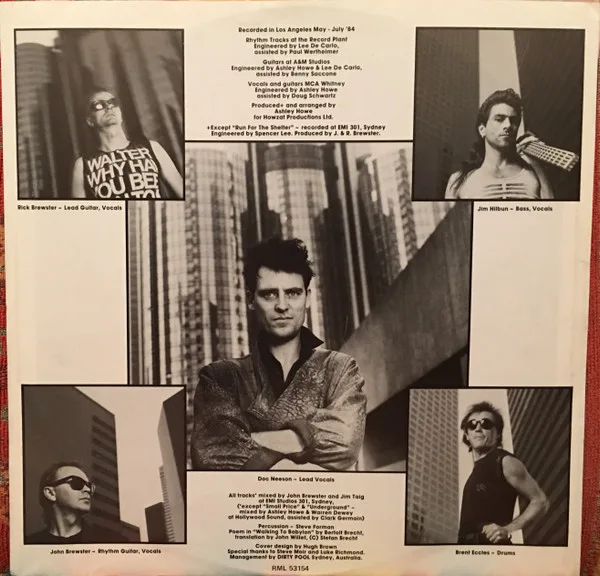 Recorded in Los Angeles May - July '84
Rhythm Tracks at the Record Plant
Engineered by Lee De Carlo,
assisted by Paul Wertheimer
Guitars at A&M Studios
Engineered by Ashley Howe & Lee De Carlo,
assisted by Benny Saccone
Vocals and guitars MCA Whitney
Engineered by Ashley Howe
assisted by Doug Schwartz
Produced+ and arranged by
Ashley Howe
for Howzat Productions Ltd.
+Except "Run For The Shelter" – recorded at EMI 301, Sydney
Engineered by Spencer Lee. Produced by J. & R. Brewster.
WALTER
WHY HA
YOU BE
Rick Brewster – Lead Guitar, Vocals
Jim Hilbun – Bass, Vocals
Doc Neeson – Lead Vocals
All tracks* mixed by John Brewster and Jim Taig
at EMI Studios 301, Sydney,
(*except "Small Price" & "Underground" –
mixed by Ashley Howe & Warren Dewey
at Hollywood Sound, assisted by Clark Germain)
Percussion – Steve Forman
Poem in "Walking To Babylon" by Bertolt Brecht,
translation by John Willet, (C) Stefan Brecht
Cover design by Hugh Brown
Special thanks to Steve Moir and Luke Richmond.
Management by DIRTY POOL Sydney, Australia.
John Brewster – Rhythm Guitar, Vocals
Brent Eccles – Drums
RML 53154